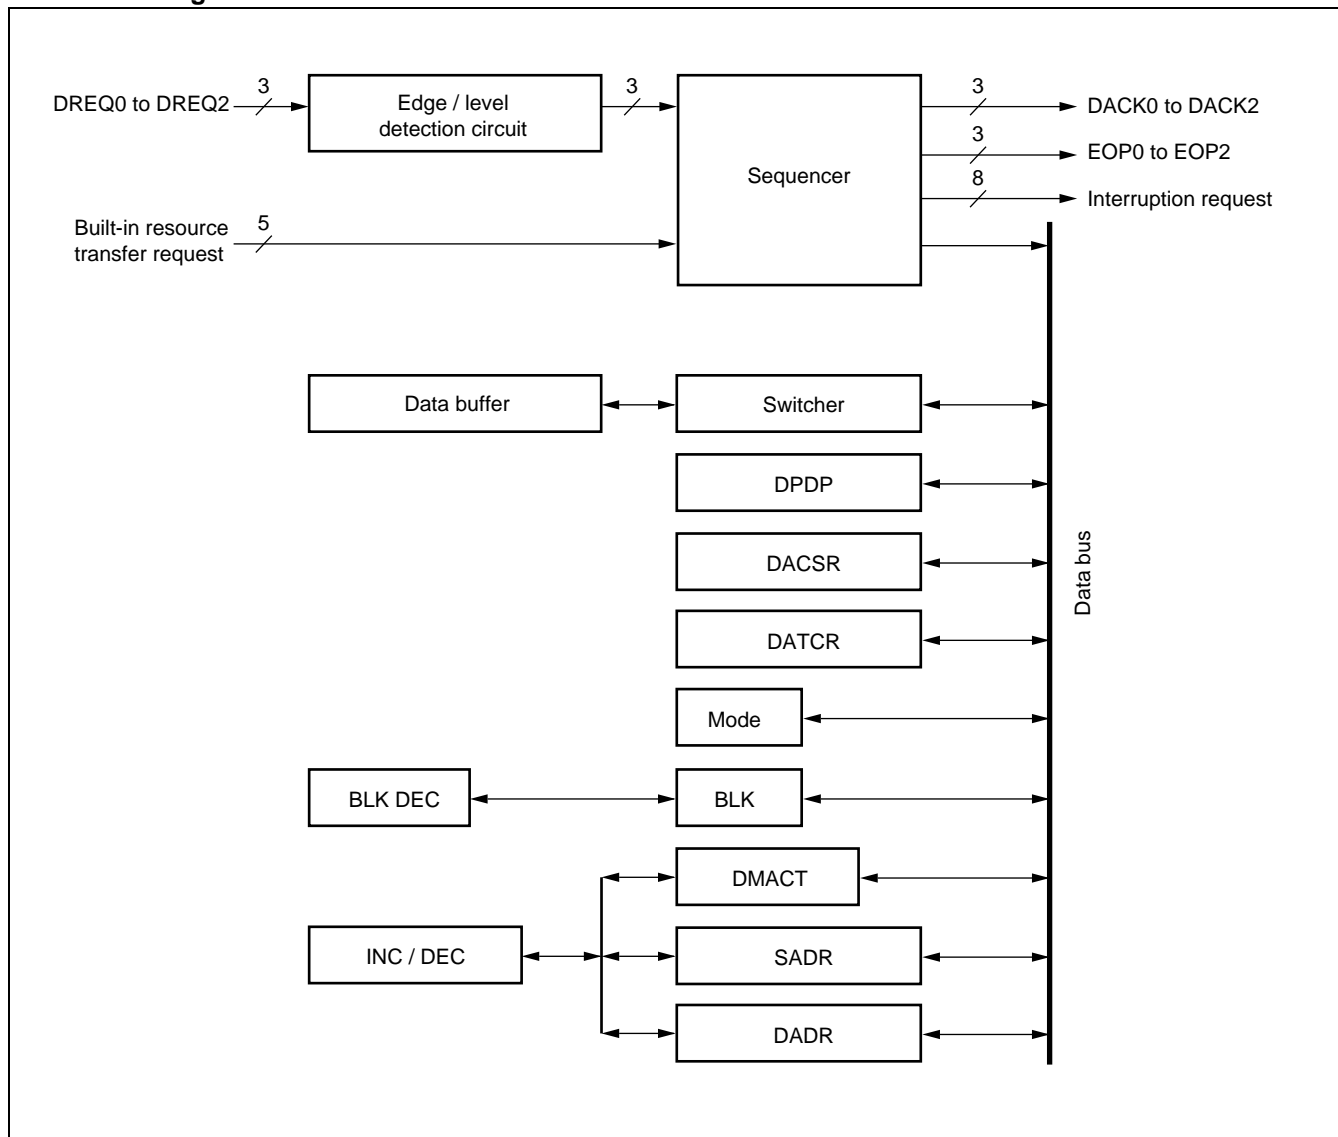 3
3
3
DREQ0 to DREQ2
Edge / level
detection circuit
DACK0 to DACK2
3
EOP0 to EOP2
Sequencer
8
Interruption request
Built-in resource
transfer request
5
Data buffer
Switcher
DPDP
DACSR
Data bus
DATCR
Mode
BLK DEC
BLK
DMACT
INC / DEC
SADR
DADR